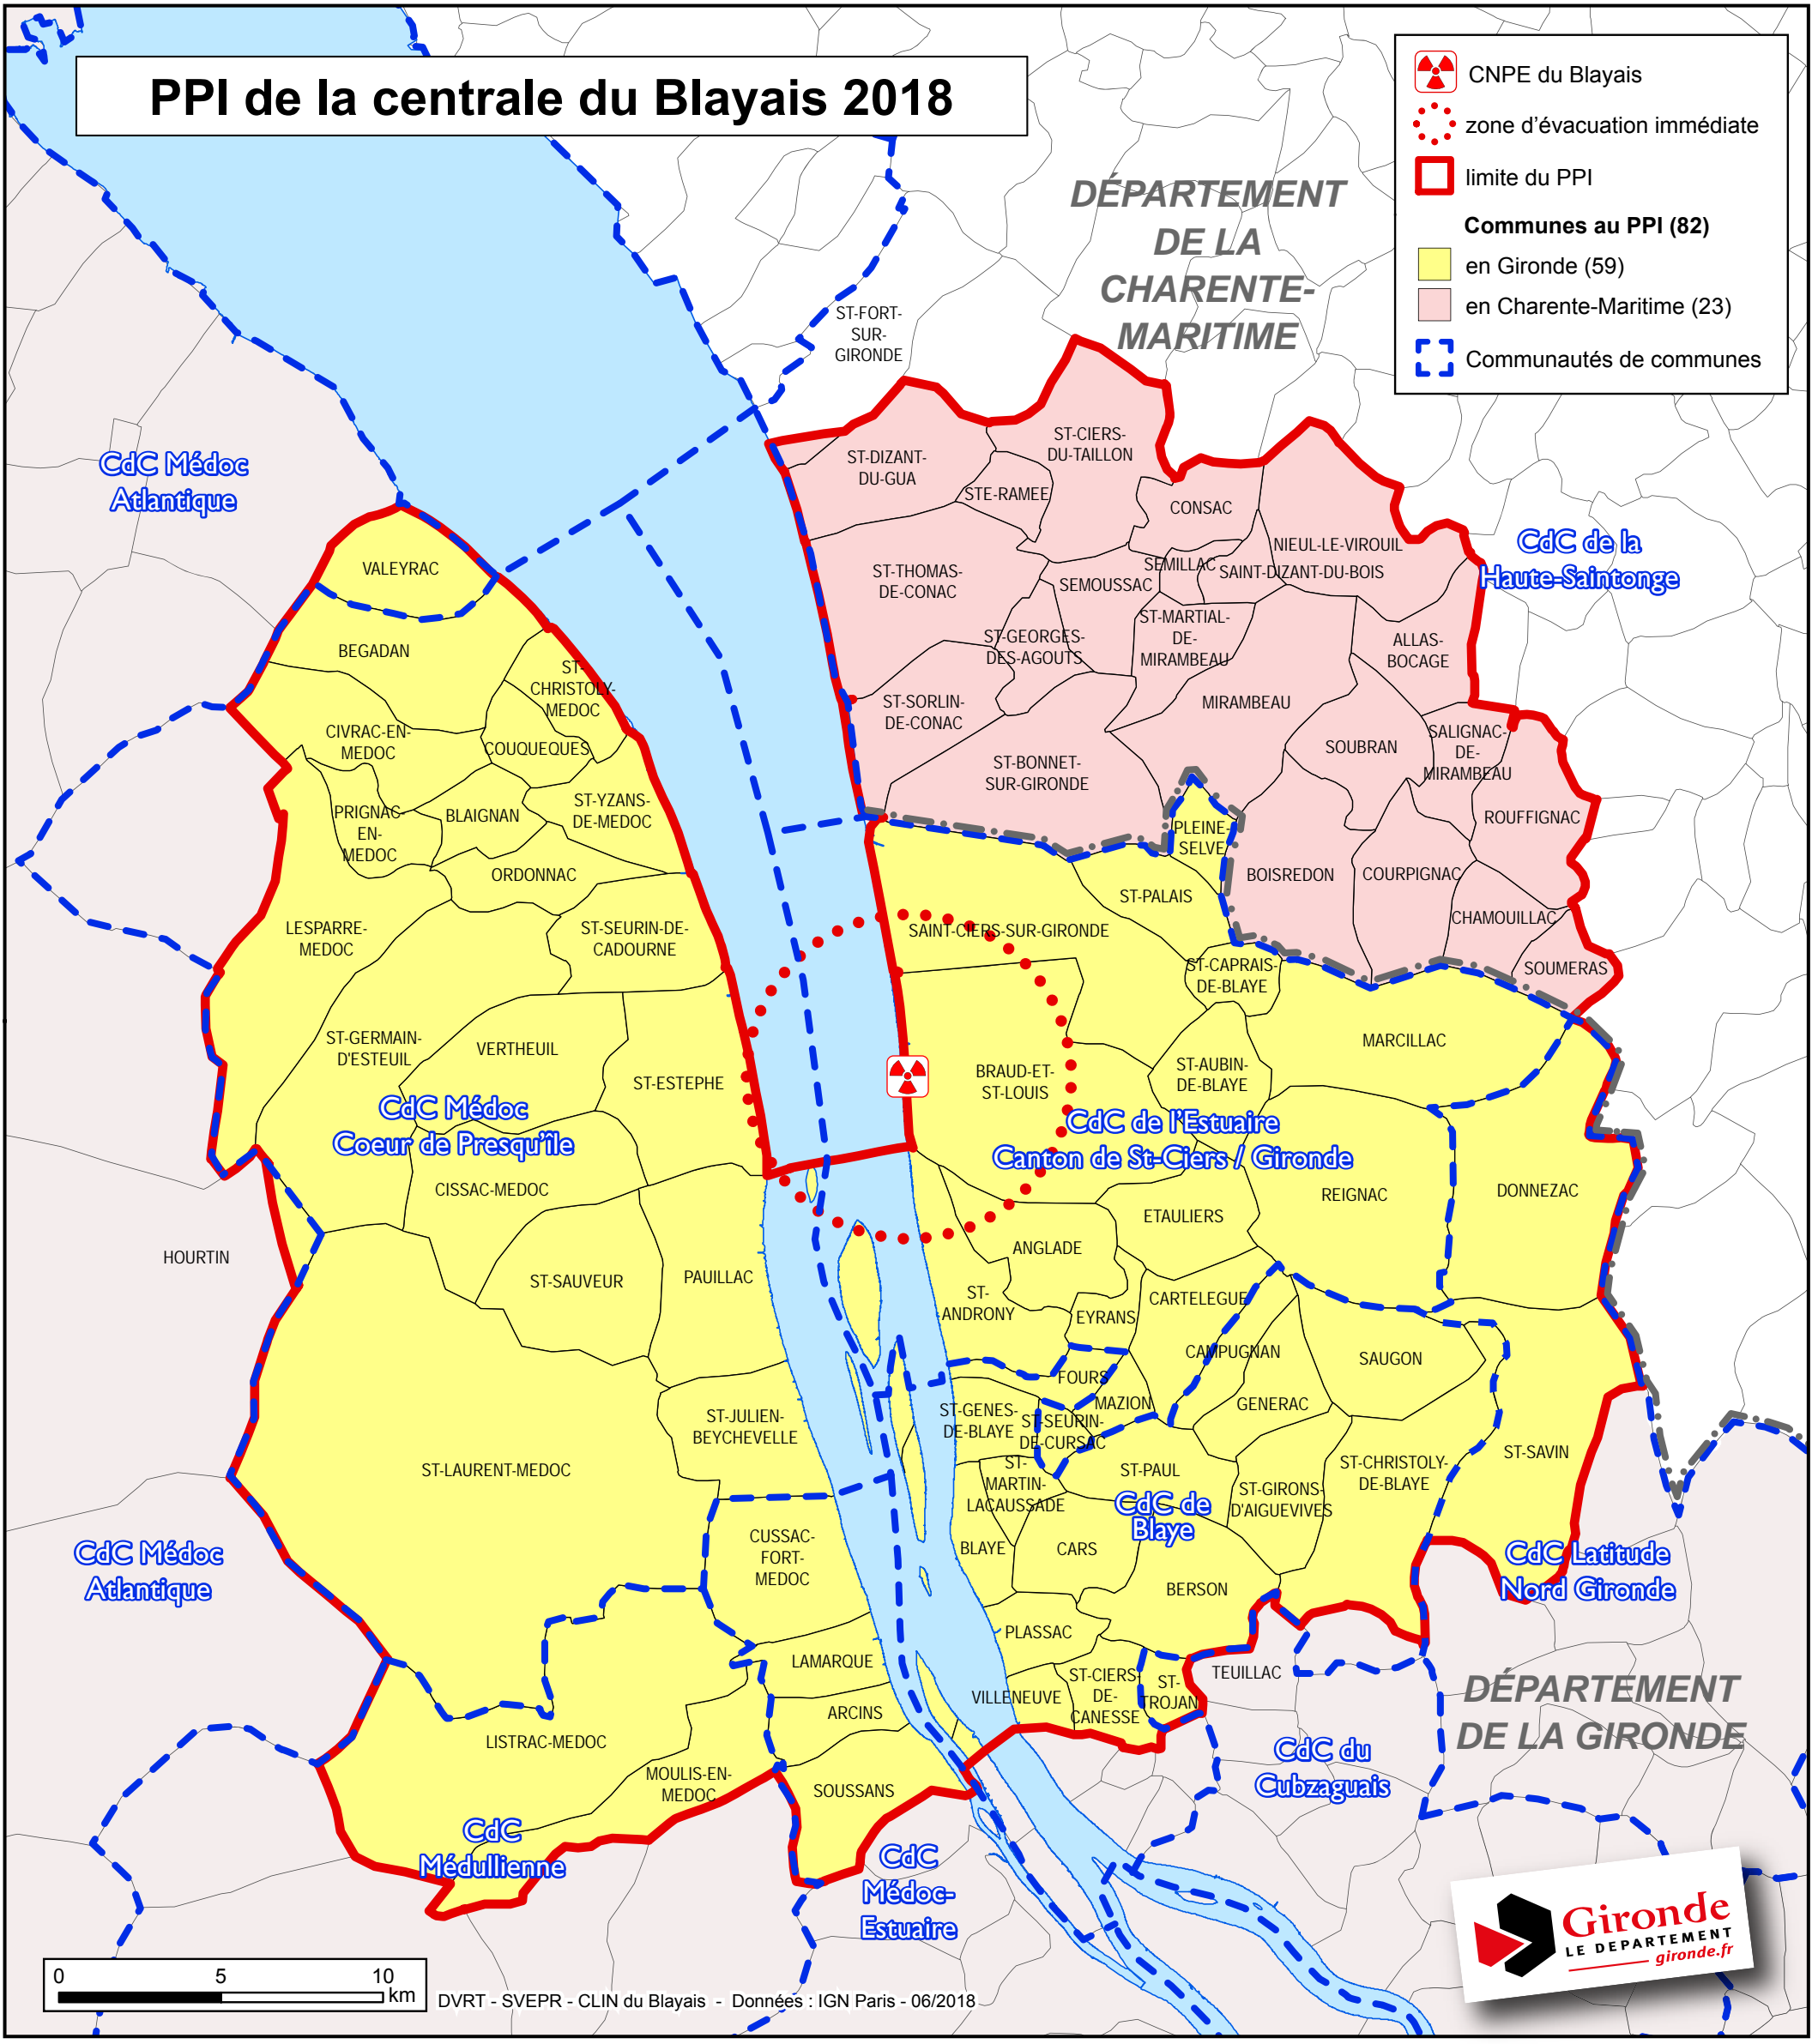 PPI de la centrale du Blayais 2018
CNPE du Blayais
zone d'évacuation immédiate
limite du PPI
Communes au PPI (82)
en Gironde (59)
en Charente-Maritime (23)
Communautés de communes
DÉPARTEMENT
DE LA
CHARENTE-
MARITIME
ST-FORT-
SUR-
GIRONDE
CdC Médoc
Atlantique
ST-DIZANT-
DU-GUA
ST-CIERS-
DU-TAILLON
STE-RAMEE
CONSAC
NIEUL-LE-VIROUIL
CdC de la
Haute-Saintonge
VALEYRAC
ST-THOMAS-
DE-CONAC
SEMOUSSAC
SEMILLAC
SAINT-DIZANT-DU-BOIS
BEGADAN
ST-GEORGES-
DES-AGOUTS
ST-MARTIAL-
DE-
MIRAMBEAU
ALLAS-
BOCAGE
ST-
CHRISTOLY-
MEDOC
ST-SORLIN-
DE-CONAC
MIRAMBEAU
CIVRAC-EN-
MEDOC
COUQUEQUES
SOUBRAN
SALIGNAC-
DE-
MIRAMBEAU
ST-BONNET-
SUR-GIRONDE
PRIGNAC-
EN-
MEDOC
BLAIGNAN
ST-YZANS-
DE-MEDOC
PLEINE-
SELVE
ROUFFIGNAC
ORDONNAC
BOISREDON
COURPIGNAC
ST-PALAIS
CHAMOUILLAC
LESPARRE-
MEDOC
ST-SEURIN-DE-
CADOURNE
SAINT-CIERS-SUR-GIRONDE
ST-CAPRAIS-
DE-BLAYE
SOUMERAS
ST-GERMAIN-
D'ESTEUIL
VERTHEUIL
ST-ESTEPHE
BRAUD-ET-
ST-LOUIS
ST-AUBIN-
DE-BLAYE
MARCILLAC
CdC Médoc
Coeur de Presqu'île
CdC de l'Estuaire
Canton de St-Ciers / Gironde
CISSAC-MEDOC
REIGNAC
DONNEZAC
HOURTIN
ETAULIERS
ANGLADE
ST-SAUVEUR
PAUILLAC
ST-
ANDRONY
EYRANS
CARTELEGUE
CAMPUGNAN
SAUGON
FOURS
MAZION
GENERAC
ST-JULIEN-
BEYCHEVELLE
ST-GENES-
DE-BLAYE
ST-SEURIN-
DE-CURSAC
ST-LAURENT-MEDOC
ST-
MARTIN-
LACAUSSADE
ST-PAUL
ST-GIRONS-
D'AIGUEVIVES
ST-CHRISTOLY-
DE-BLAYE
ST-SAVIN
CdC de
Blaye
CdC Médoc
Atlantique
CUSSAC-
FORT-
MEDOC
BLAYE
CARS
BERSON
CdC Latitude
Nord Gironde
PLASSAC
LAMARQUE
TEUILLAC
VILLENEUVE
ST-CIERS-
DE-
CANESSE
ST-
TROJAN
DÉPARTEMENT
DE LA GIRONDE
ARCINS
LISTRAC-MEDOC
MOULIS-EN-
MEDOC
SOUSSANS
CdC du
Cubzaguais
CdC
Médullienne
CdC
Médoc-
Estuaire
Gironde
LE DEPARTEMENT
gironde.fr
0 5 10
km
DVRT - SVEPR - CLIN du Blayais - Données : IGN Paris - 06/2018